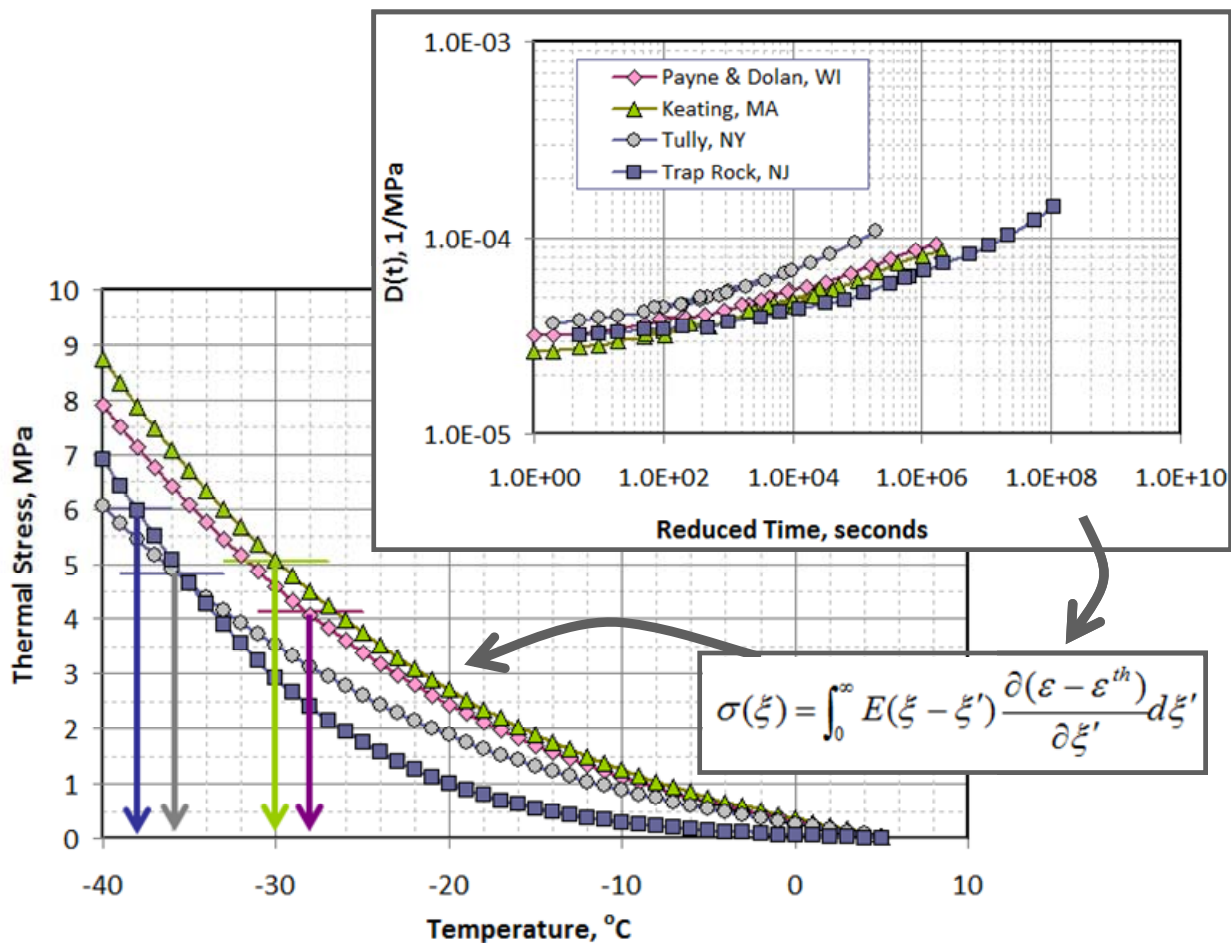 1.0E-03
1.0E-04
1.0E-05
D(t), 1/MPa
Payne & Dolan, WI
Keating, MA
Tully, NY
Trap Rock, NJ
1.0E+00 1.0E+02 1.0E+04 1.0E+06 1.0E+08 1.0E+10
Reduced Time, seconds
10
9
8
7
6
5
4
3
2
1
0
Thermal Stress, MPa
σ(ξ) = ∫₀^∞ E(ξ − ξ′) ∂(ε − ε^th)/∂ξ′ dξ′
-40 -30 -20 -10 0 10
Temperature, °C